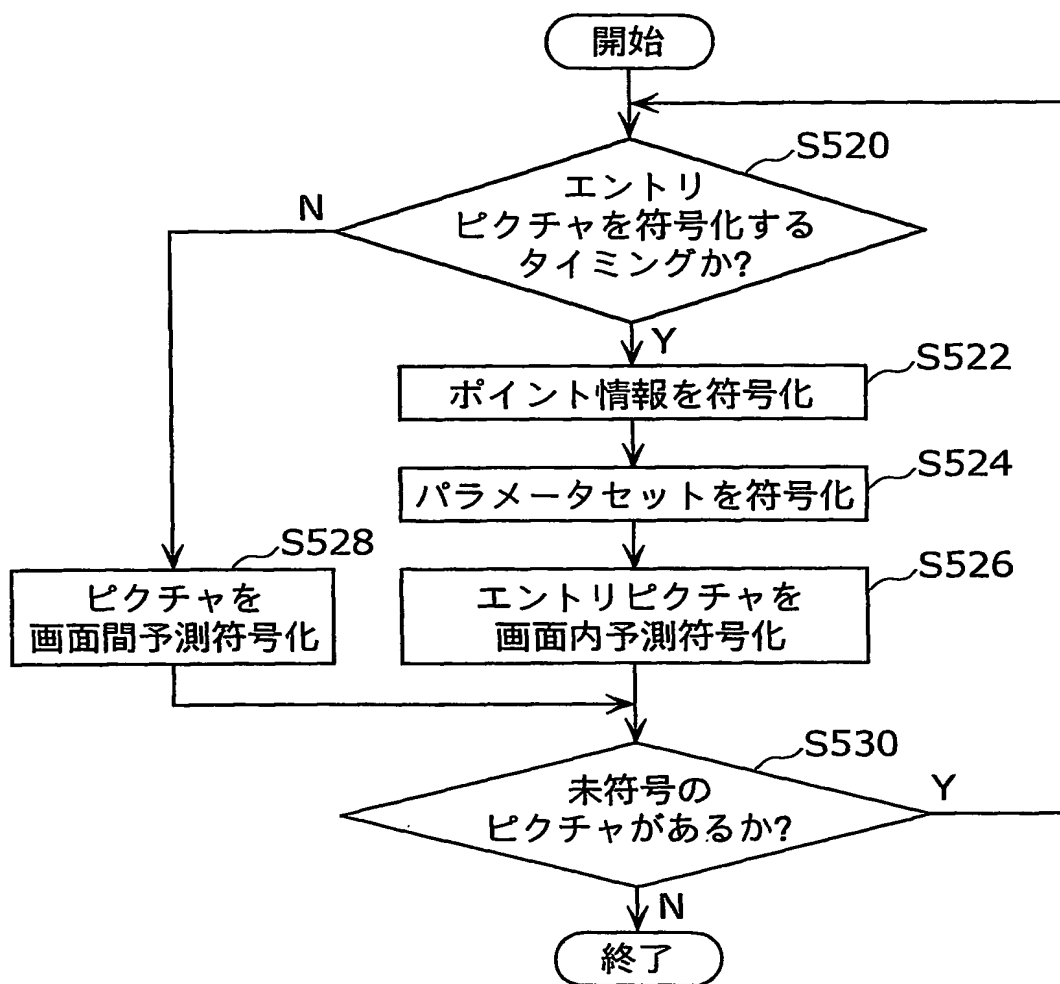 開始
S520
エントリ
ピクチャを符号化する
タイミングか?
N
Y
S522
ポイント情報を符号化
S524
パラメータセットを符号化
S528
ピクチャを
画面間予測符号化
S526
エントリピクチャを
画面内予測符号化
S530
未符号の
ピクチャがあるか?
Y
N
終了